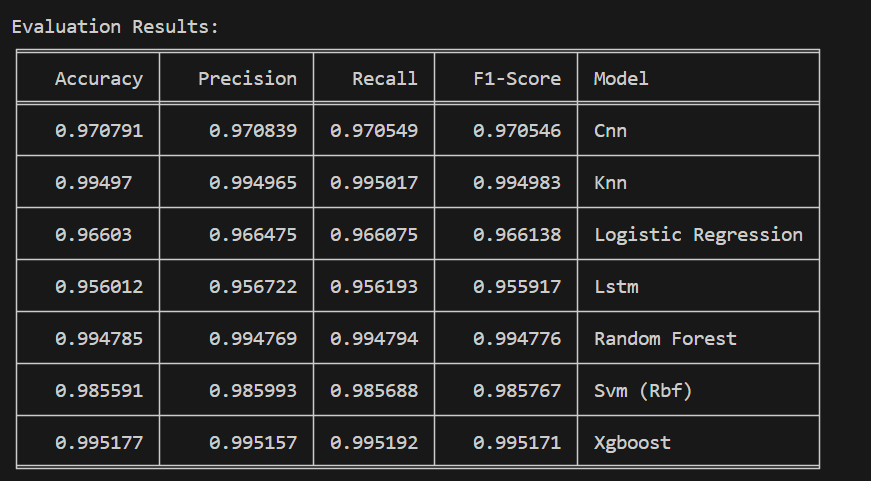 Evaluation Results:
Accuracy Precision Recall F1-Score Model
0.970791 0.970839 0.970549 0.970546 Cnn
0.99497 0.994965 0.995017 0.994983 Knn
0.96603 0.966475 0.966075 0.966138 Logistic Regression
0.956012 0.956722 0.956193 0.955917 Lstm
0.994785 0.994769 0.994794 0.994776 Random Forest
0.985591 0.985993 0.985688 0.985767 Svm (Rbf)
0.995177 0.995157 0.995192 0.995171 Xgboost